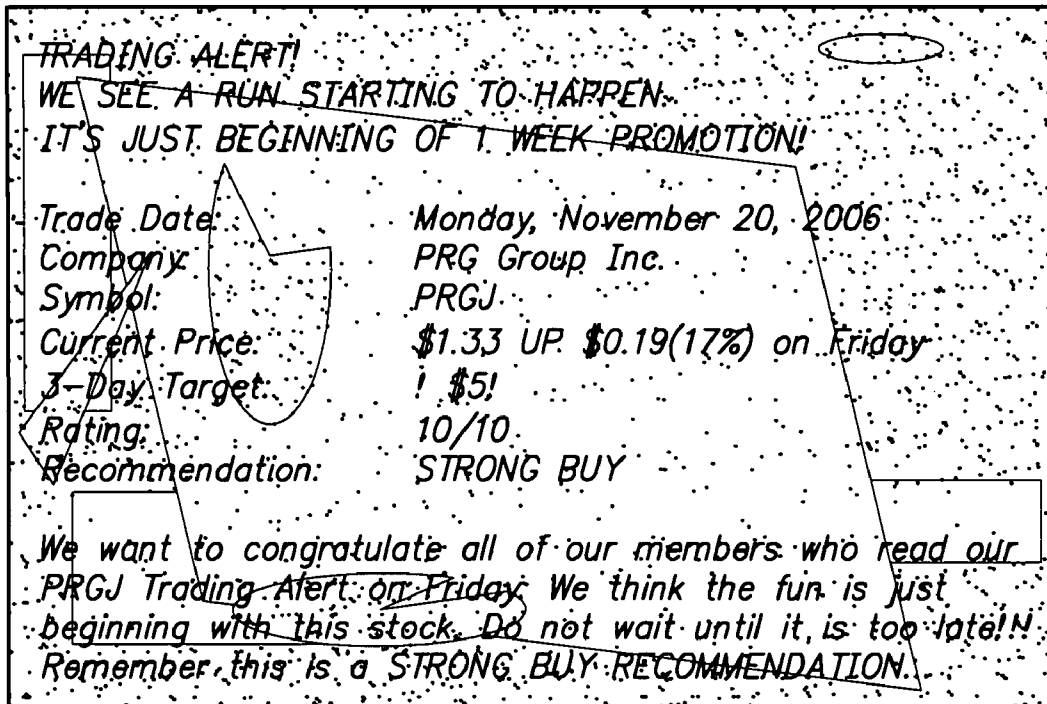 TRADING ALERT!
WE SEE A RUN STARTING TO HAPPEN.
IT'S JUST BEGINNING OF 1 WEEK PROMOTION!
Trade Date: Monday, November 20, 2006
Company: PRG Group Inc.
Symbol: PRGJ
Current Price: $1.33 UP $0.19(17%) on Friday
3-Day Target: ! $5!
Rating: 10/10
Recommendation: STRONG BUY
We want to congratulate all of our members who read our
PRGJ Trading Alert on Friday. We think the fun is just
beginning with this stock. Do not wait until it is too late!!!
Remember this is a STRONG BUY RECOMMENDATION.